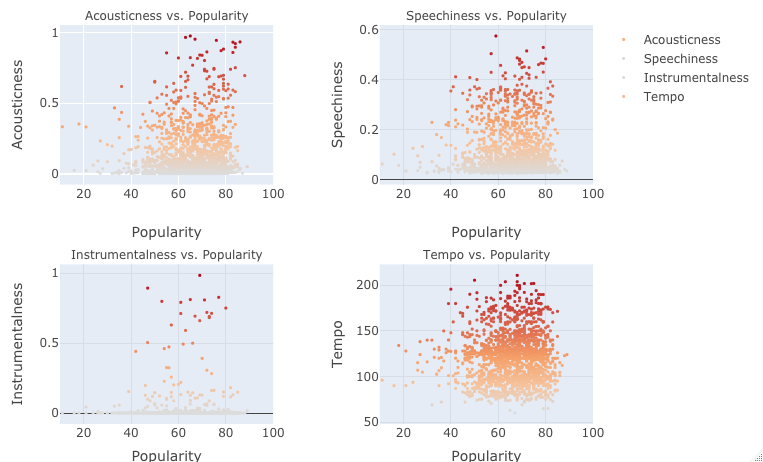 Acousticness vs. Popularity
Speechiness vs. Popularity
1
0.5
0
Acousticness
20 40 60 80 100
Popularity
0.6
0.4
0.2
0
Speechiness
20 40 60 80 100
Popularity
Acousticness
Speechiness
Instrumentalness
Tempo
Instrumentalness vs. Popularity
Tempo vs. Popularity
1
0.5
0
Instrumentalness
20 40 60 80 100
Popularity
200
150
100
50
Tempo
20 40 60 80 100
Popularity